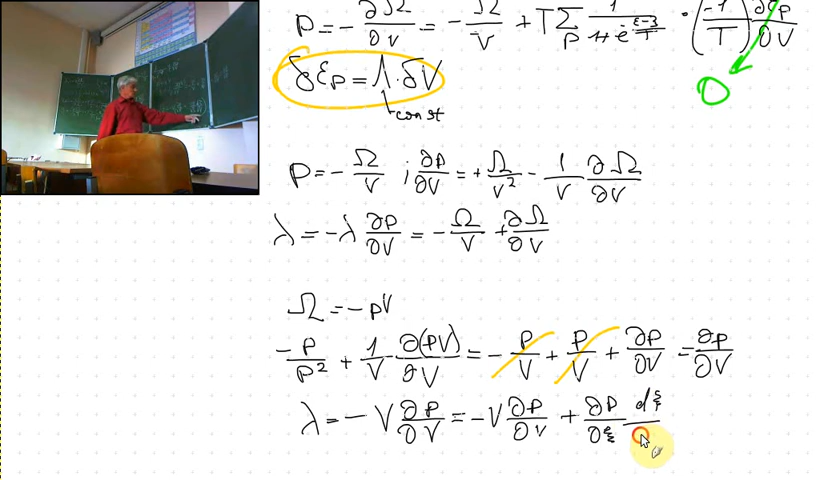 P = - ∂Ω/∂V = - Ω/V + T Σ_P 1/(1+e^(-(ε-ξ)/T)) · (-1/T) ∂ε_P/∂V
δε_P = Λ·δV
const
0
P = - Ω/V ; ∂P/∂V = + Ω/V² - 1/V ∂Ω/∂V
λ = -λ ∂P/∂V = - Ω/V + ∂Ω/∂V
Ω = -PV
-P/P² + 1/V · ∂(PV)/∂V = - P/V + P/V + ∂P/∂V = ∂P/∂V
λ = - V ∂P/∂V = -V ∂P/∂V + ∂P/∂ξ dξ/